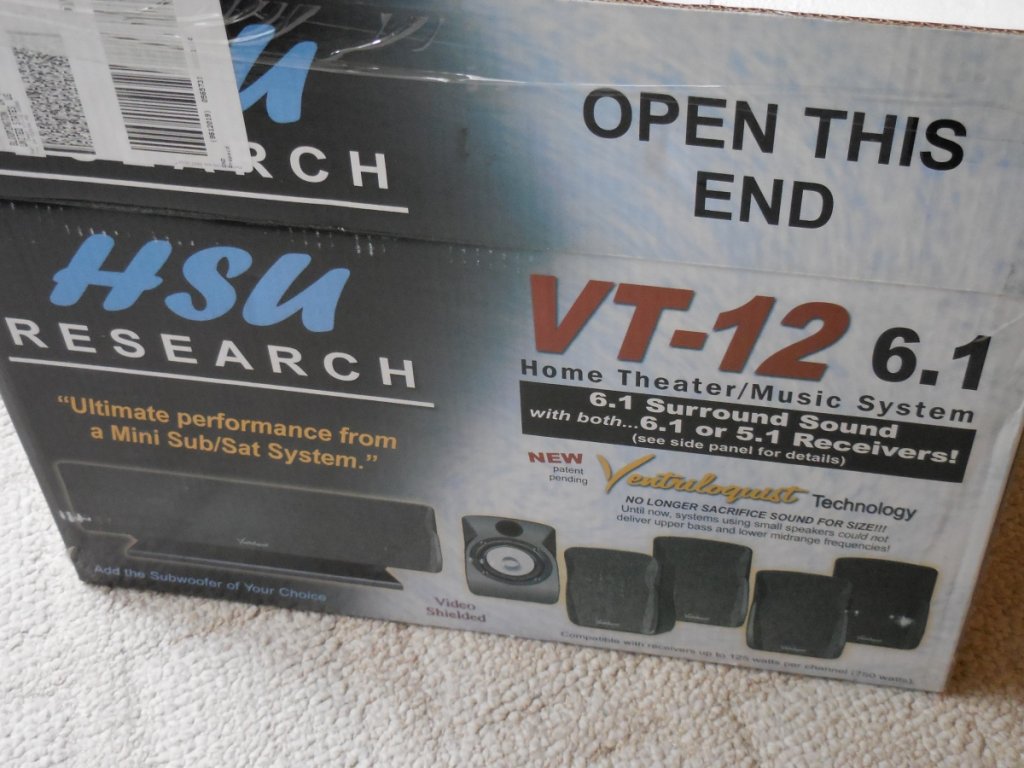 HSU
RESEARCH
OPEN THIS
END
HSU
RESEARCH
"Ultimate performance from
a Mini Sub/Sat System."
VT-12 6.1
Home Theater/Music System
6.1 Surround Sound
with both...6.1 or 5.1 Receivers!
(see side panel for details)
NEW
patent
pending
Ventriloquist Technology
NO LONGER SACRIFICE SOUND FOR SIZE!!!
Until now, systems using small speakers could not
deliver upper bass and lower midrange frequencies!
Add the Subwoofer of Your Choice
Video
Shielded
Compatible with receivers up to 125 watts per channel (750 watts).